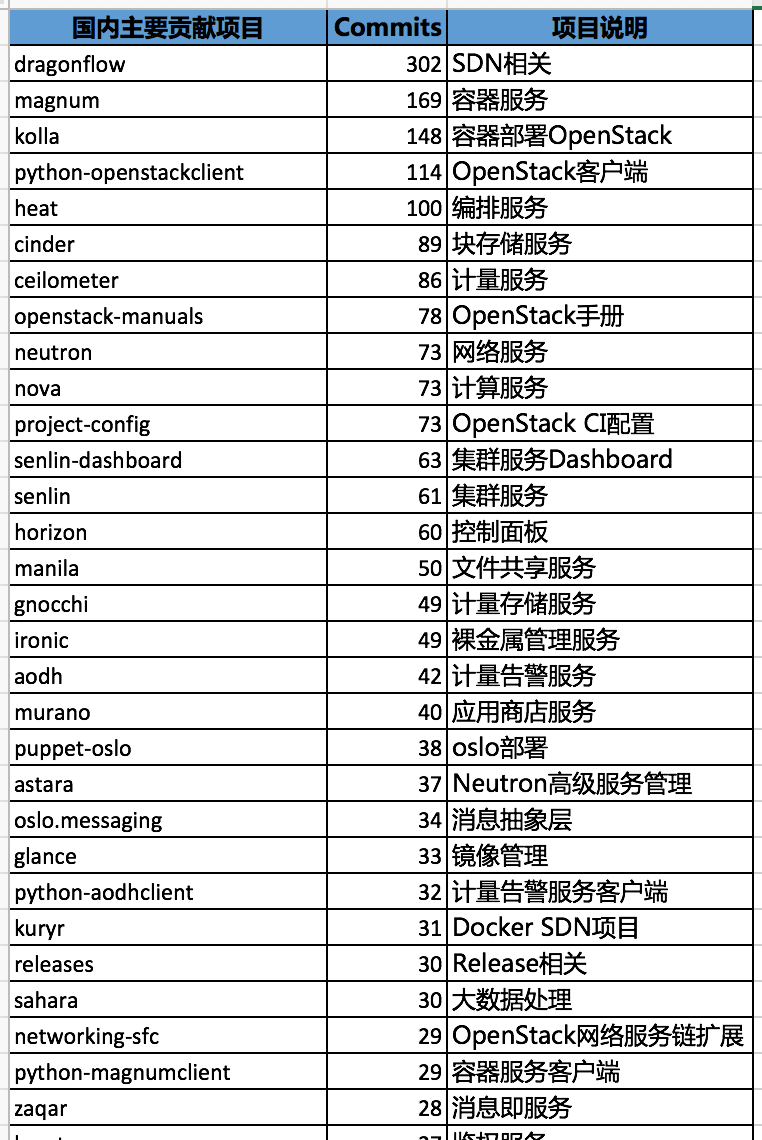 国内主要贡献项目 Commits 项目说明
dragonflow 302 SDN相关
magnum 169 容器服务
kolla 148 容器部署OpenStack
python-openstackclient 114 OpenStack客户端
heat 100 编排服务
cinder 89 块存储服务
ceilometer 86 计量服务
openstack-manuals 78 OpenStack手册
neutron 73 网络服务
nova 73 计算服务
project-config 73 OpenStack CI配置
senlin-dashboard 63 集群服务Dashboard
senlin 61 集群服务
horizon 60 控制面板
manila 50 文件共享服务
gnocchi 49 计量存储服务
ironic 49 裸金属管理服务
aodh 42 计量告警服务
murano 40 应用商店服务
puppet-oslo 38 oslo部署
astara 37 Neutron高级服务管理
oslo.messaging 34 消息抽象层
glance 33 镜像管理
python-aodhclient 32 计量告警服务客户端
kuryr 31 Docker SDN项目
releases 30 Release相关
sahara 30 大数据处理
networking-sfc 29 OpenStack网络服务链扩展
python-magnumclient 29 容器服务客户端
zaqar 28 消息即服务